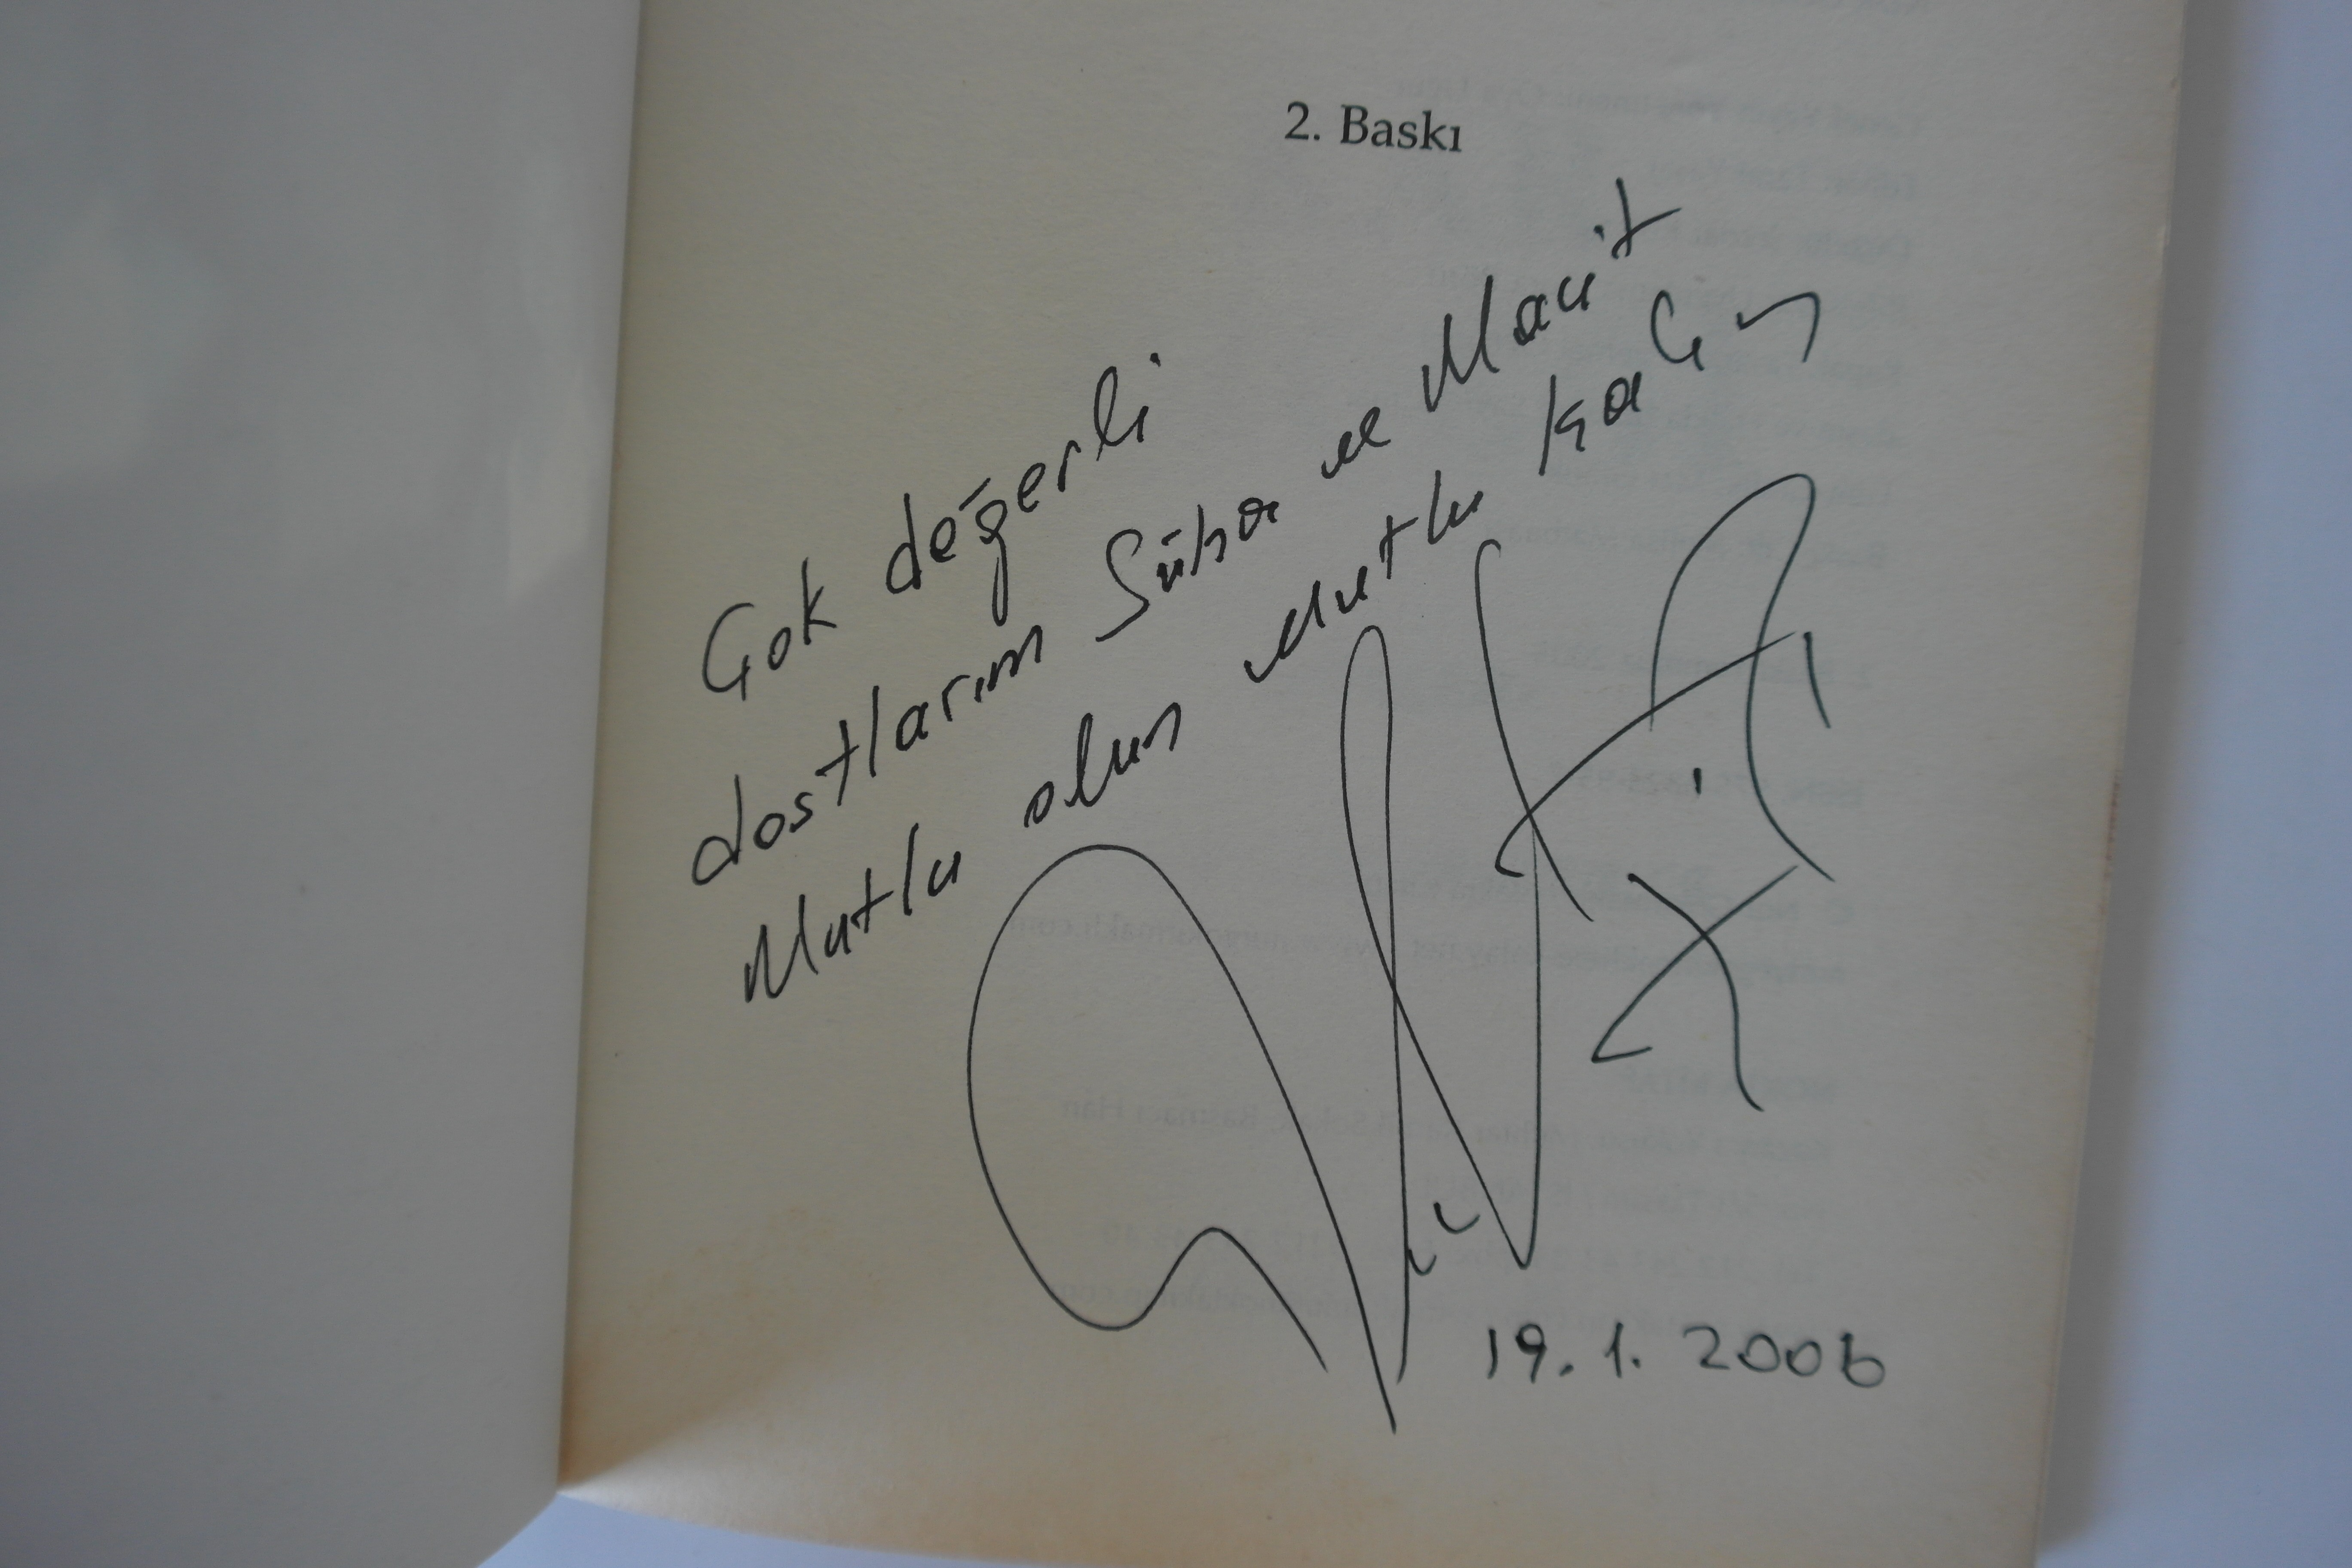 2. Baskı
Çok değerli
dostlarım Süha ve Macit
Mutlu olun mutlu kalın
19.1.2006